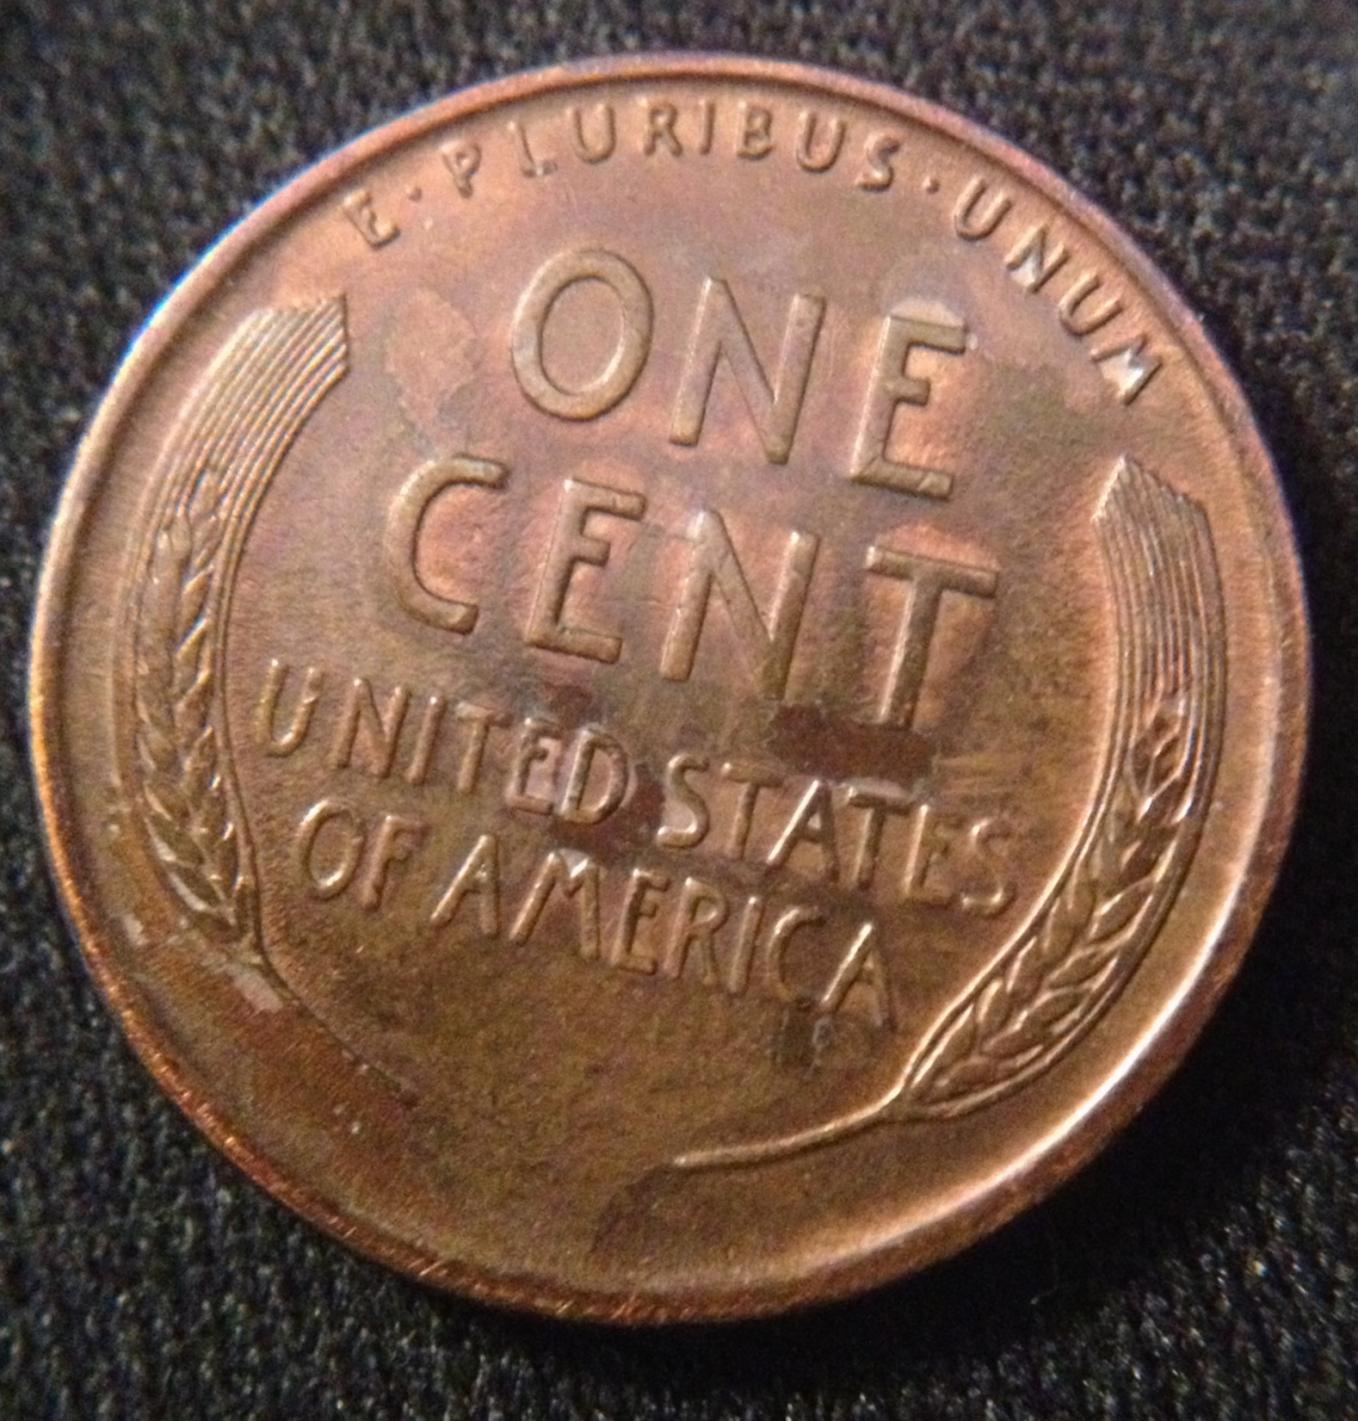 E·PLURIBUS·UNUM
ONE
CENT
UNITED STATES
OF AMERICA